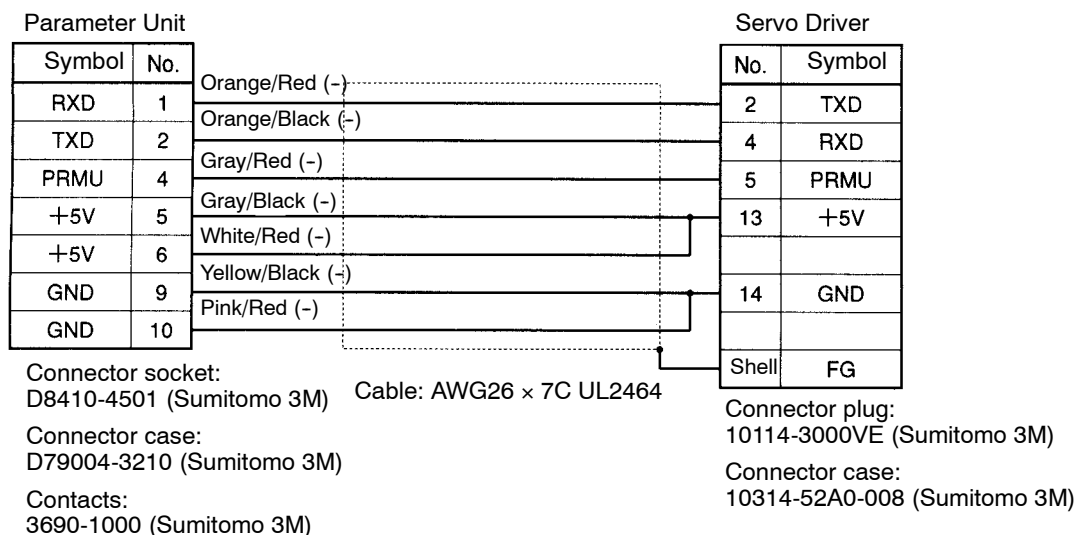 Parameter Unit
Servo Driver
Symbol No.
No. Symbol
Orange/Red (-)
RXD 1
2 TXD
Orange/Black (-)
TXD 2
4 RXD
Gray/Red (-)
PRMU 4
5 PRMU
Gray/Black (-)
+5V 5
13 +5V
White/Red (-)
+5V 6
Yellow/Black (-)
GND 9
14 GND
Pink/Red (-)
GND 10
Shell FG
Connector socket:
D8410-4501 (Sumitomo 3M)
Cable: AWG26 × 7C UL2464
Connector case:
D79004-3210 (Sumitomo 3M)
Contacts:
3690-1000 (Sumitomo 3M)
Connector plug:
10114-3000VE (Sumitomo 3M)
Connector case:
10314-52A0-008 (Sumitomo 3M)